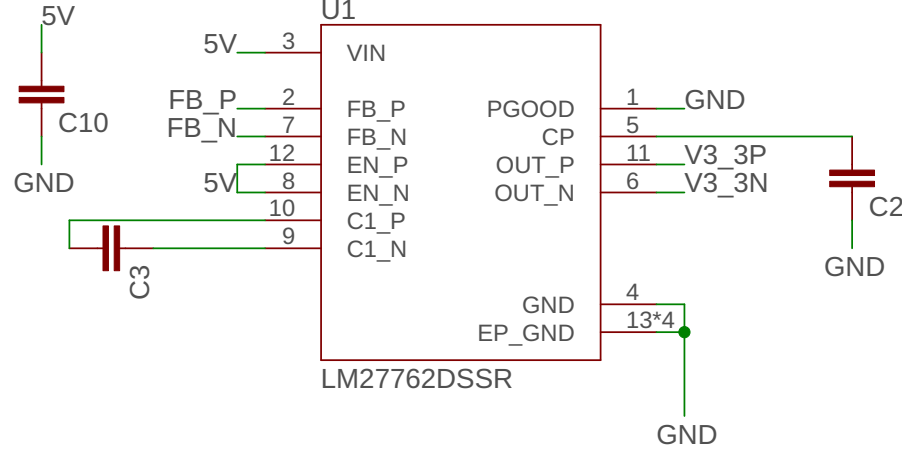 U1
5V
C10
GND
5V 3 VIN
FB_P 2 FB_P
FB_N 7 FB_N
12 EN_P
5V 8 EN_N
10 C1_P
9 C1_N
C3
PGOOD 1 GND
CP 5
OUT_P 11 V3_3P
OUT_N 6 V3_3N
C2
GND
GND 4
EP_GND 13*4
GND
LM27762DSSR